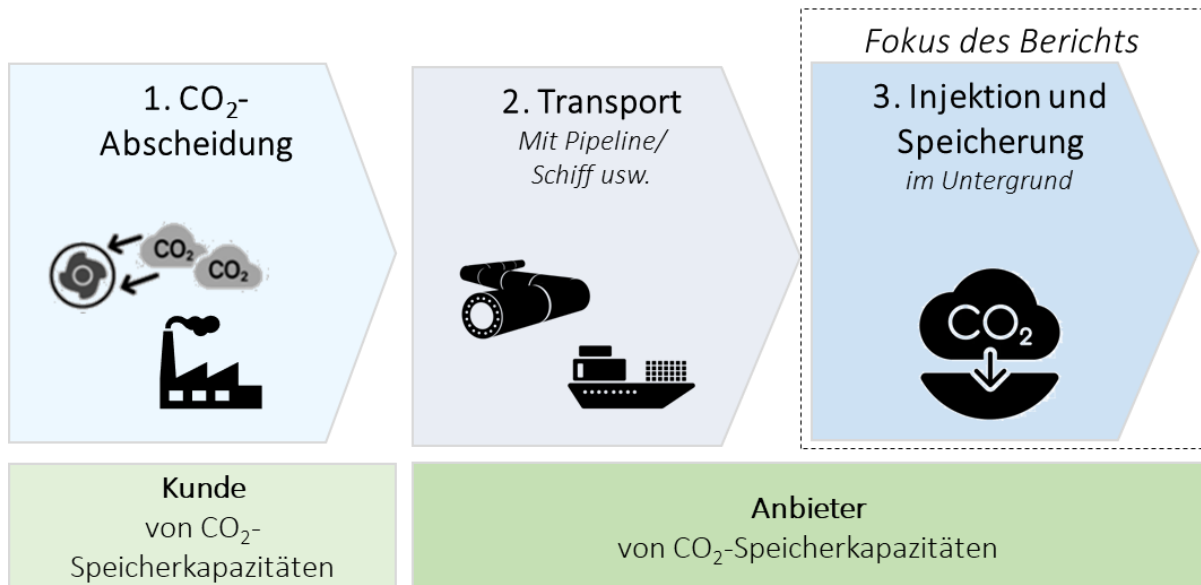 Fokus des Berichts
1. CO₂-
Abscheidung
CO₂
CO₂
2. Transport
Mit Pipeline/
Schiff usw.
3. Injektion und
Speicherung
im Untergrund
CO₂
Kunde
von CO₂-
Speicherkapazitäten
Anbieter
von CO₂-Speicherkapazitäten